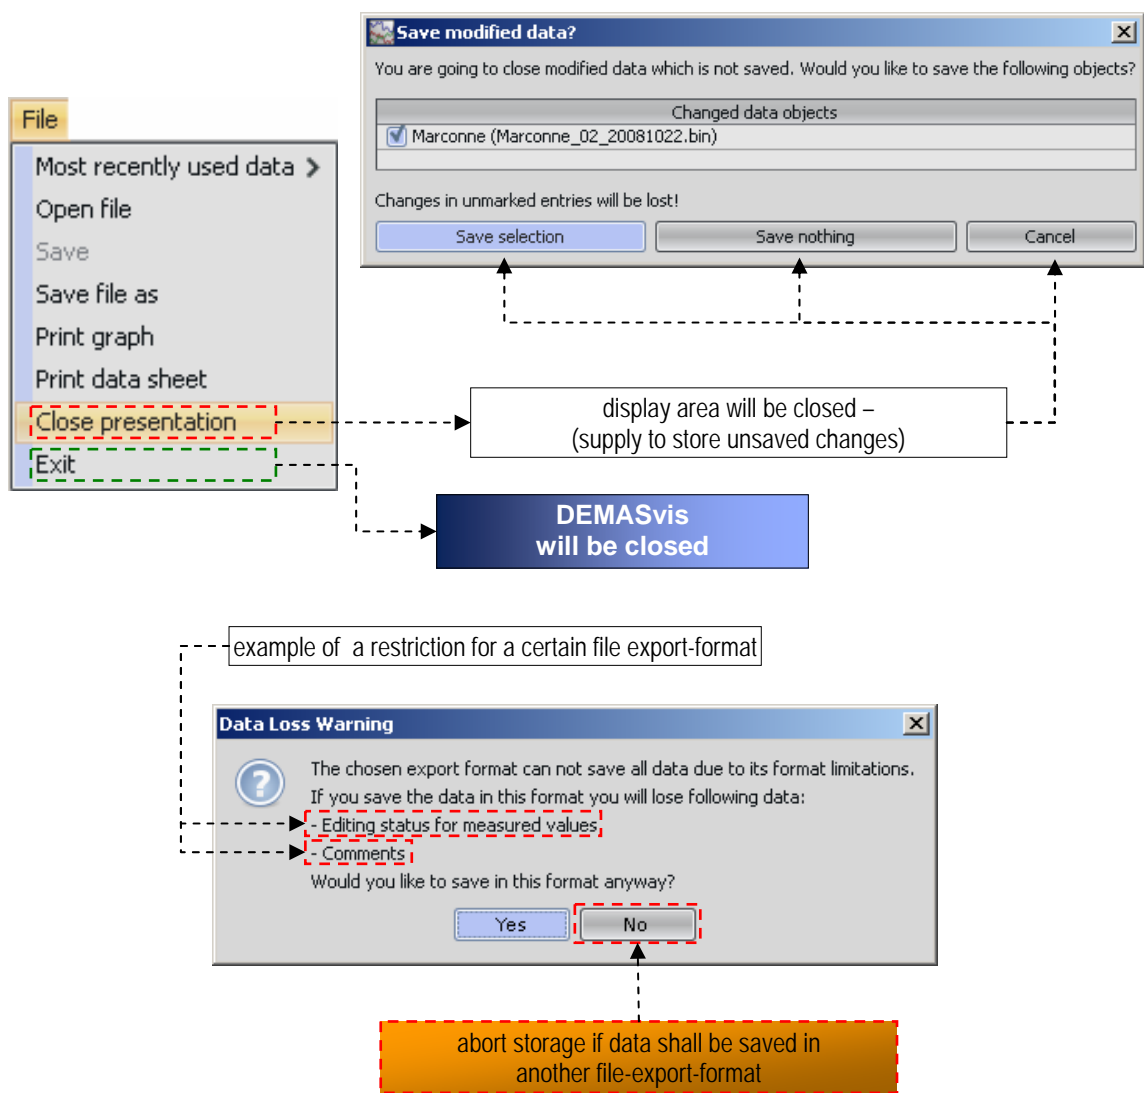 Save modified data?
You are going to close modified data which is not saved. Would you like to save the following objects?
Changed data objects
Marconne (Marconne_02_20081022.bin)
Changes in unmarked entries will be lost!
Save selection Save nothing Cancel
File
Most recently used data
Open file
Save
Save file as
Print graph
Print data sheet
Close presentation
Exit
display area will be closed –
(supply to store unsaved changes)
DEMASvis
will be closed
example of a restriction for a certain file export-format
Data Loss Warning
The chosen export format can not save all data due to its format limitations.
If you save the data in this format you will lose following data:
- Editing status for measured values
- Comments
Would you like to save in this format anyway?
Yes No
abort storage if data shall be saved in
another file-export-format